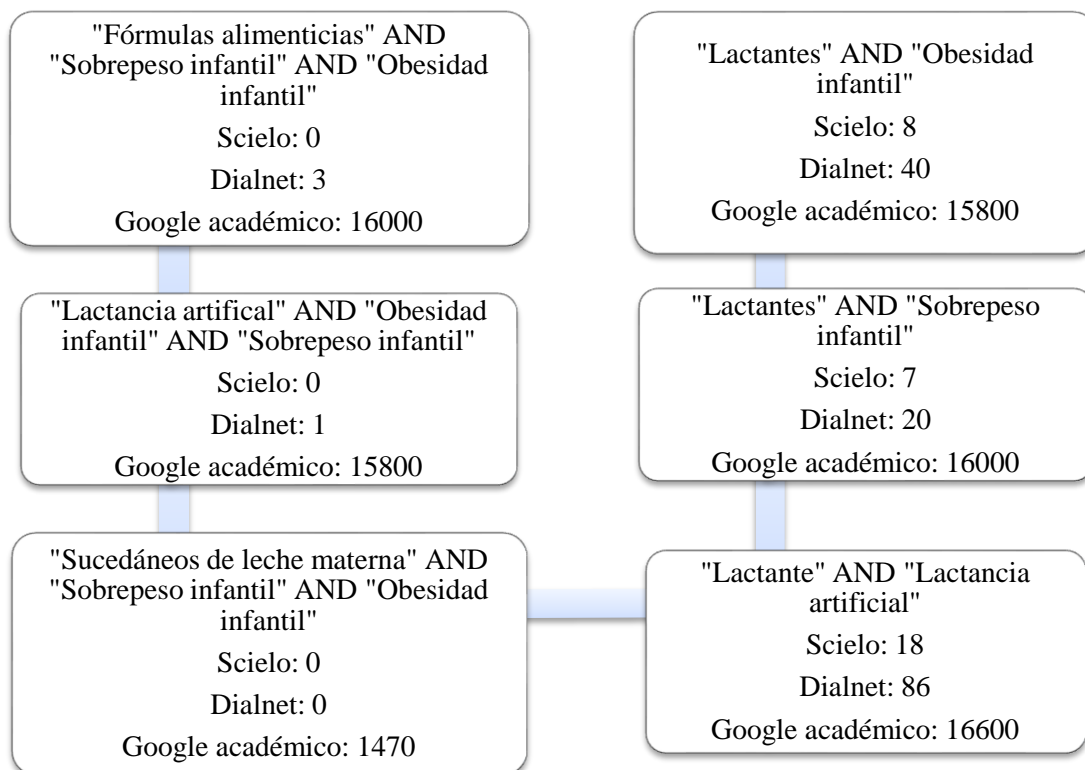 "Fórmulas alimenticias" AND
"Sobrepeso infantil" AND "Obesidad
infantil"
Scielo: 0
Dialnet: 3
Google académico: 16000
"Lactancia artifical" AND "Obesidad
infantil" AND "Sobrepeso infantil"
Scielo: 0
Dialnet: 1
Google académico: 15800
"Sucedáneos de leche materna" AND
"Sobrepeso infantil" AND "Obesidad
infantil"
Scielo: 0
Dialnet: 0
Google académico: 1470
"Lactante" AND "Lactancia
artificial"
Scielo: 18
Dialnet: 86
Google académico: 16600
"Lactantes" AND "Sobrepeso
infantil"
Scielo: 7
Dialnet: 20
Google académico: 16000
"Lactantes" AND "Obesidad
infantil"
Scielo: 8
Dialnet: 40
Google académico: 15800